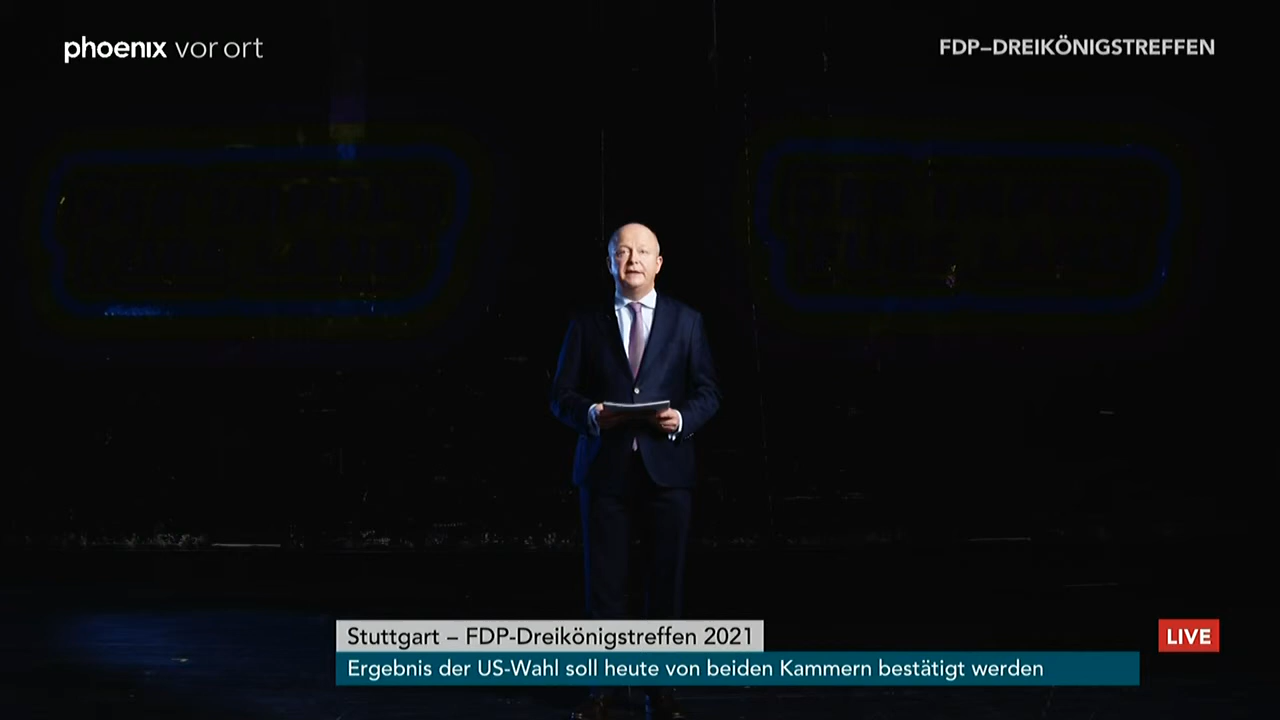 phoenix vor ort
FDP–DREIKÖNIGSTREFFEN
Stuttgart – FDP-Dreikönigstreffen 2021
LIVE
Ergebnis der US-Wahl soll heute von beiden Kammern bestätigt werden